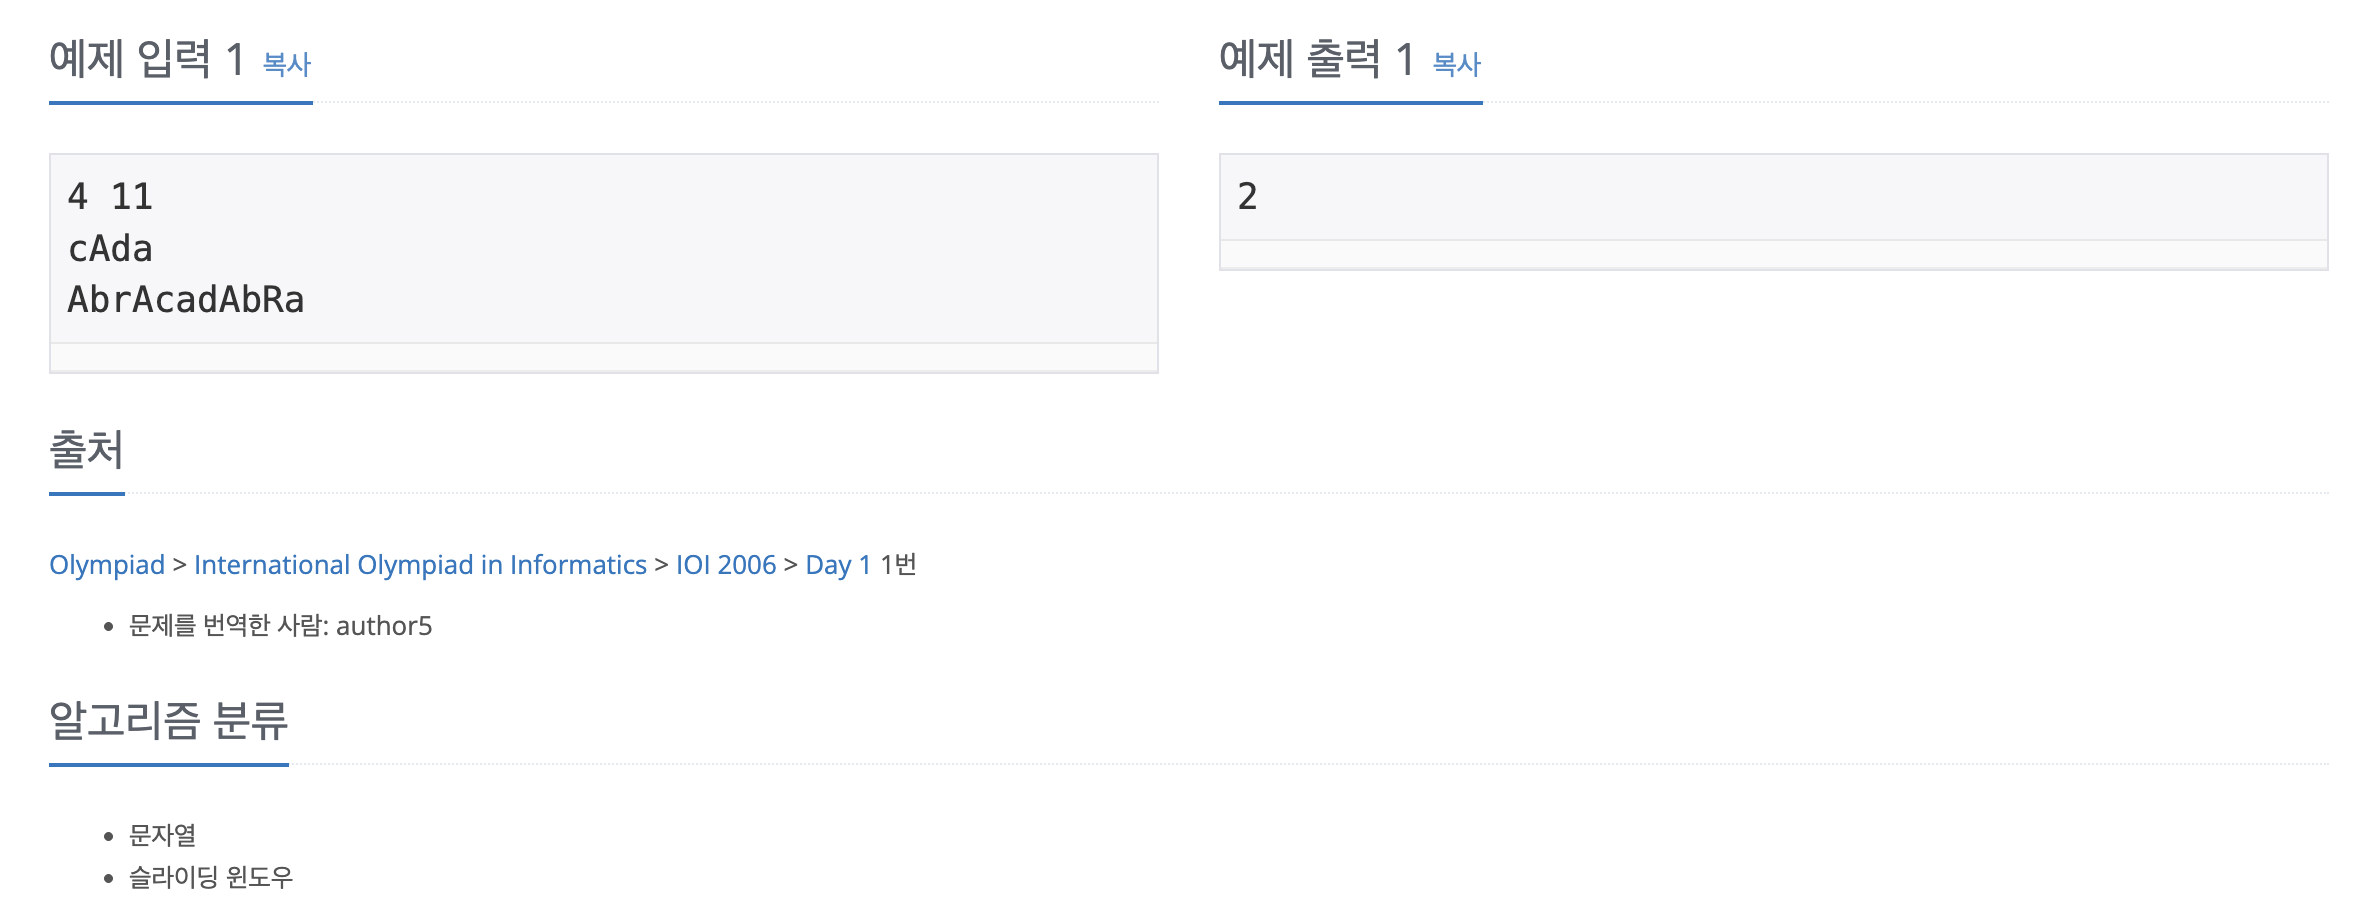 예제 입력 1 복사
4 11
cAda
AbrAcadAbRa
예제 출력 1 복사
2
출처
Olympiad > International Olympiad in Informatics > IOI 2006 > Day 1 1번
문제를 번역한 사람: author5
알고리즘 분류
문자열
슬라이딩 윈도우